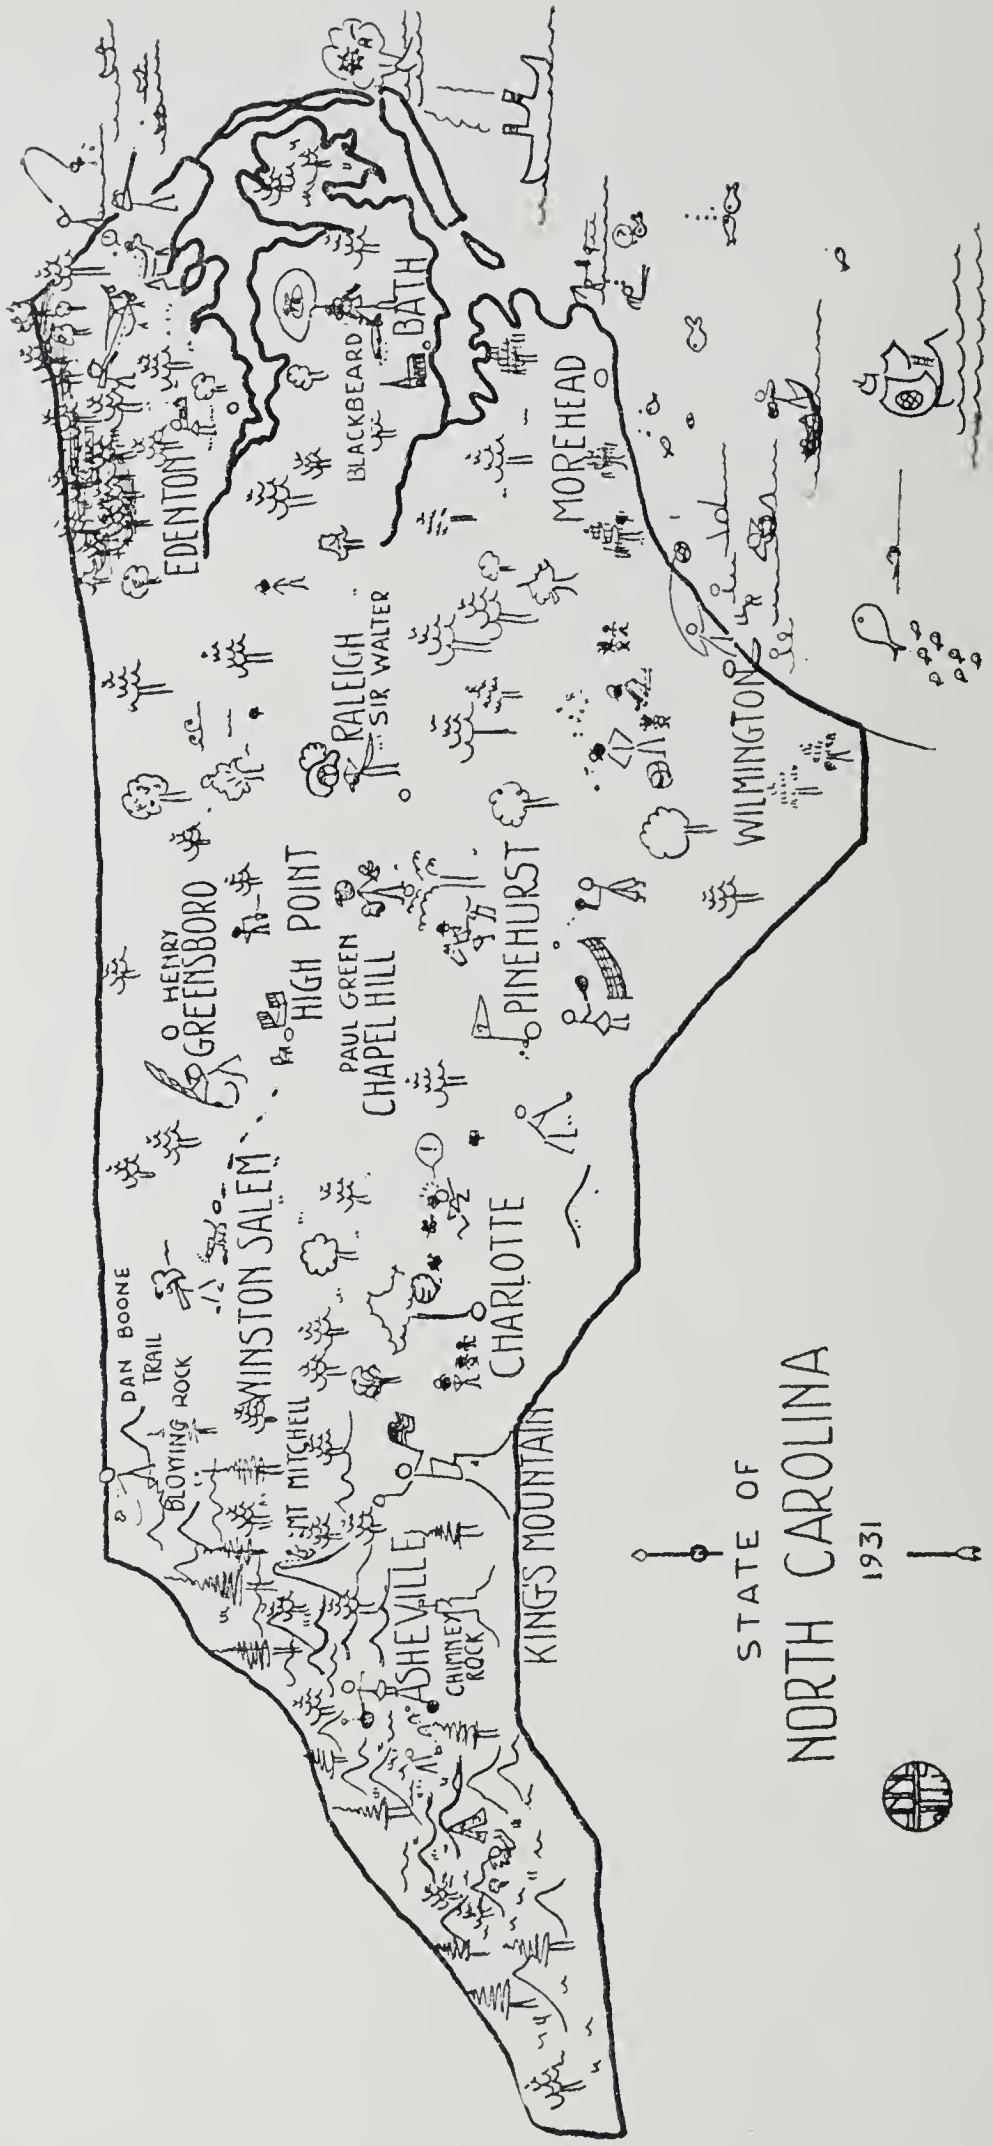 DAN BOONE
TRAIL
BLOWING ROCK
WINSTON SALEM
MT MITCHELL
ASHEVILLE
CHIMNEY
ROCK
KING'S MOUNTAIN
CHARLOTTE
O HENRY
GREENSBORO
HIGH POINT
PAUL GREEN
CHAPEL HILL
PINEHURST
RALEIGH
SIR WALTER
EDENTON
BLACKBEARD
BATH
MOREHEAD
WILMINGTON
STATE OF
NORTH CAROLINA
1931